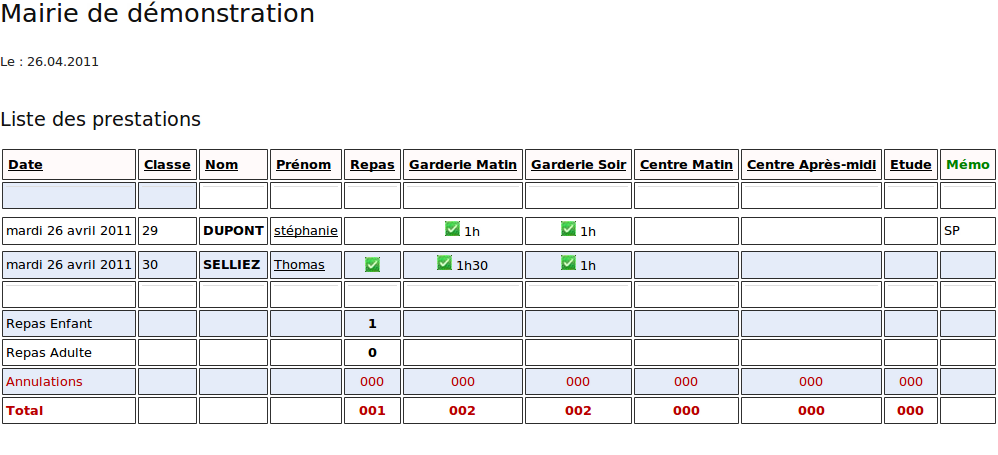 Mairie de démonstration
Le : 26.04.2011
Liste des prestations
Date Classe Nom Prénom Repas Garderie Matin Garderie Soir Centre Matin Centre Après-midi Etude Mémo
mardi 26 avril 2011 29 DUPONT stéphanie 1h 1h SP
mardi 26 avril 2011 30 SELLIEZ Thomas 1h30 1h
Repas Enfant 1
Repas Adulte 0
Annulations 000 000 000 000 000 000
Total 001 002 002 000 000 000